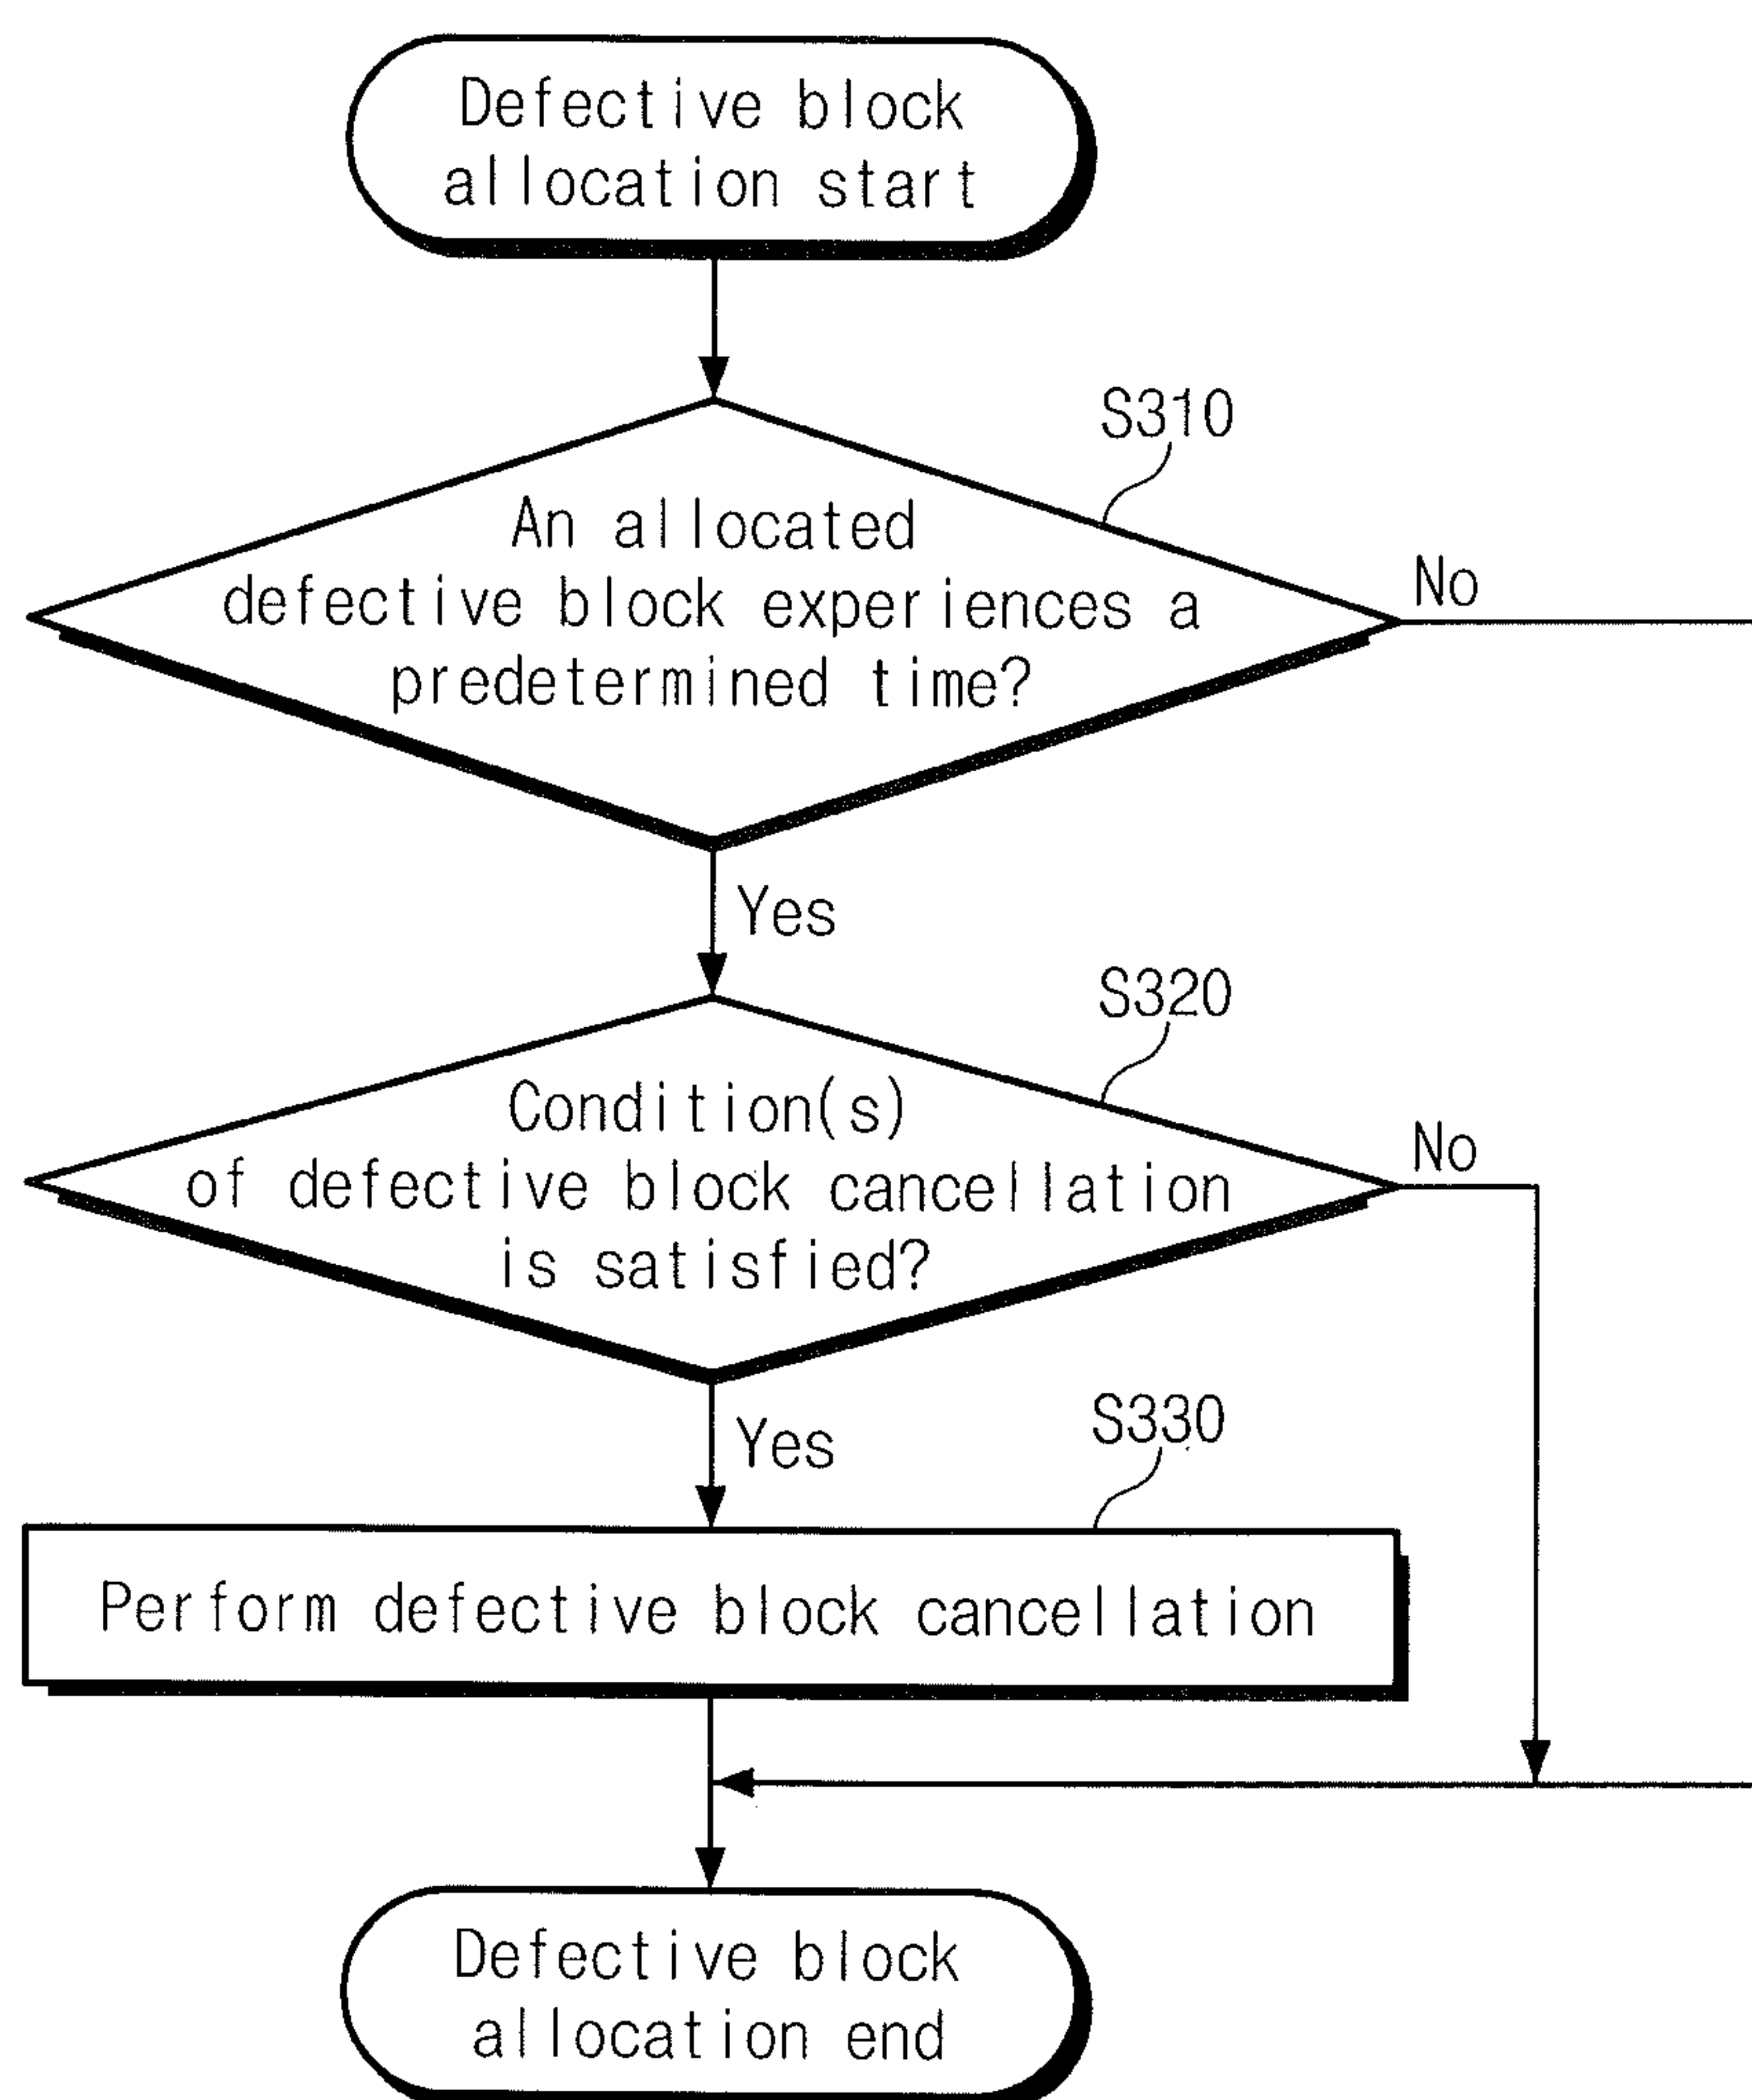 Defective block
allocation start
S310
An allocated
defective block experiences a
predetermined time?
No
Yes
S320
Condition(s)
of defective block cancellation
is satisfied?
No
Yes
S330
Perform defective block cancellation
Defective block
allocation end